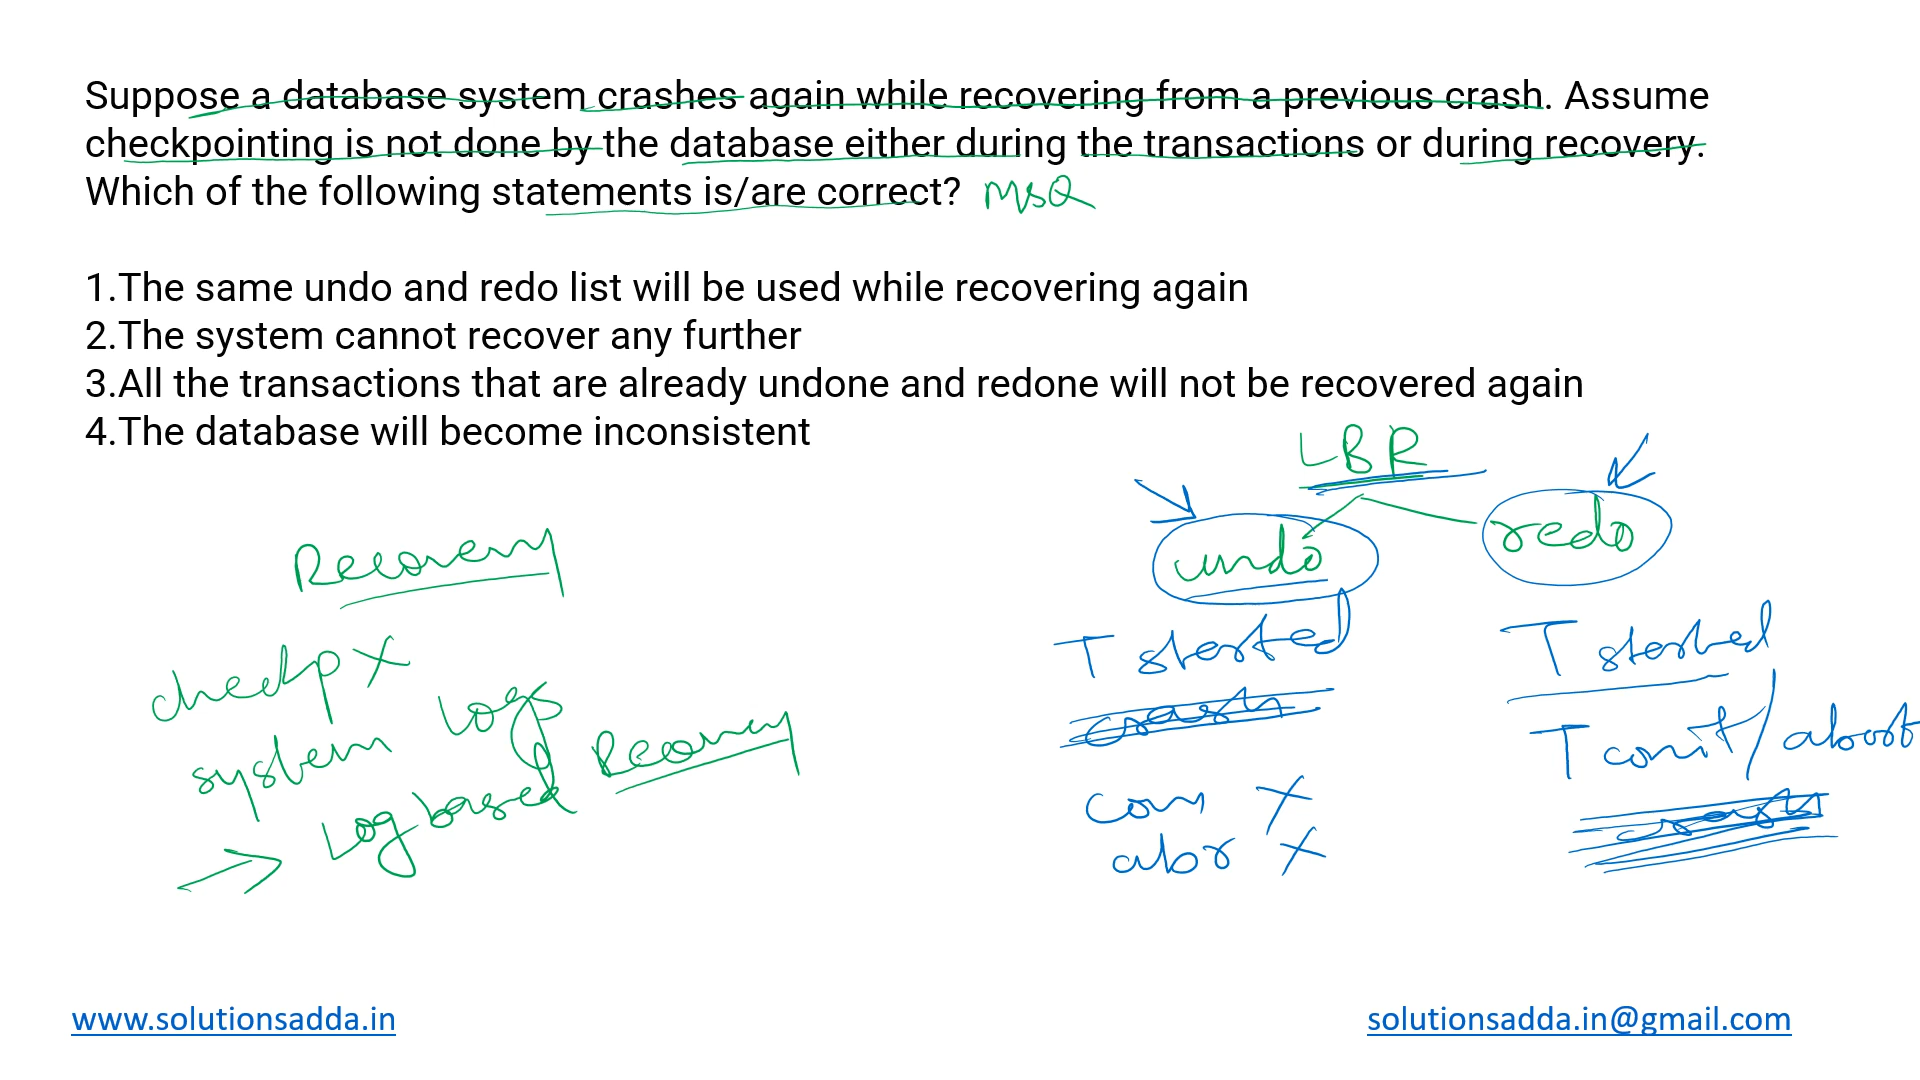 Suppose a database system crashes again while recovering from a previous crash. Assume
checkpointing is not done by the database either during the transactions or during recovery.
Which of the following statements is/are correct? MSQ
1.The same undo and redo list will be used while recovering again
2.The system cannot recover any further
3.All the transactions that are already undone and redone will not be recovered again
4.The database will become inconsistent
LBR
undo redo
Recovery
checkp X
system logs
→ log based Recovery
T started
crash
com X
abor X
T started
T comit/abort
crash
www.solutionsadda.in
solutionsadda.in@gmail.com